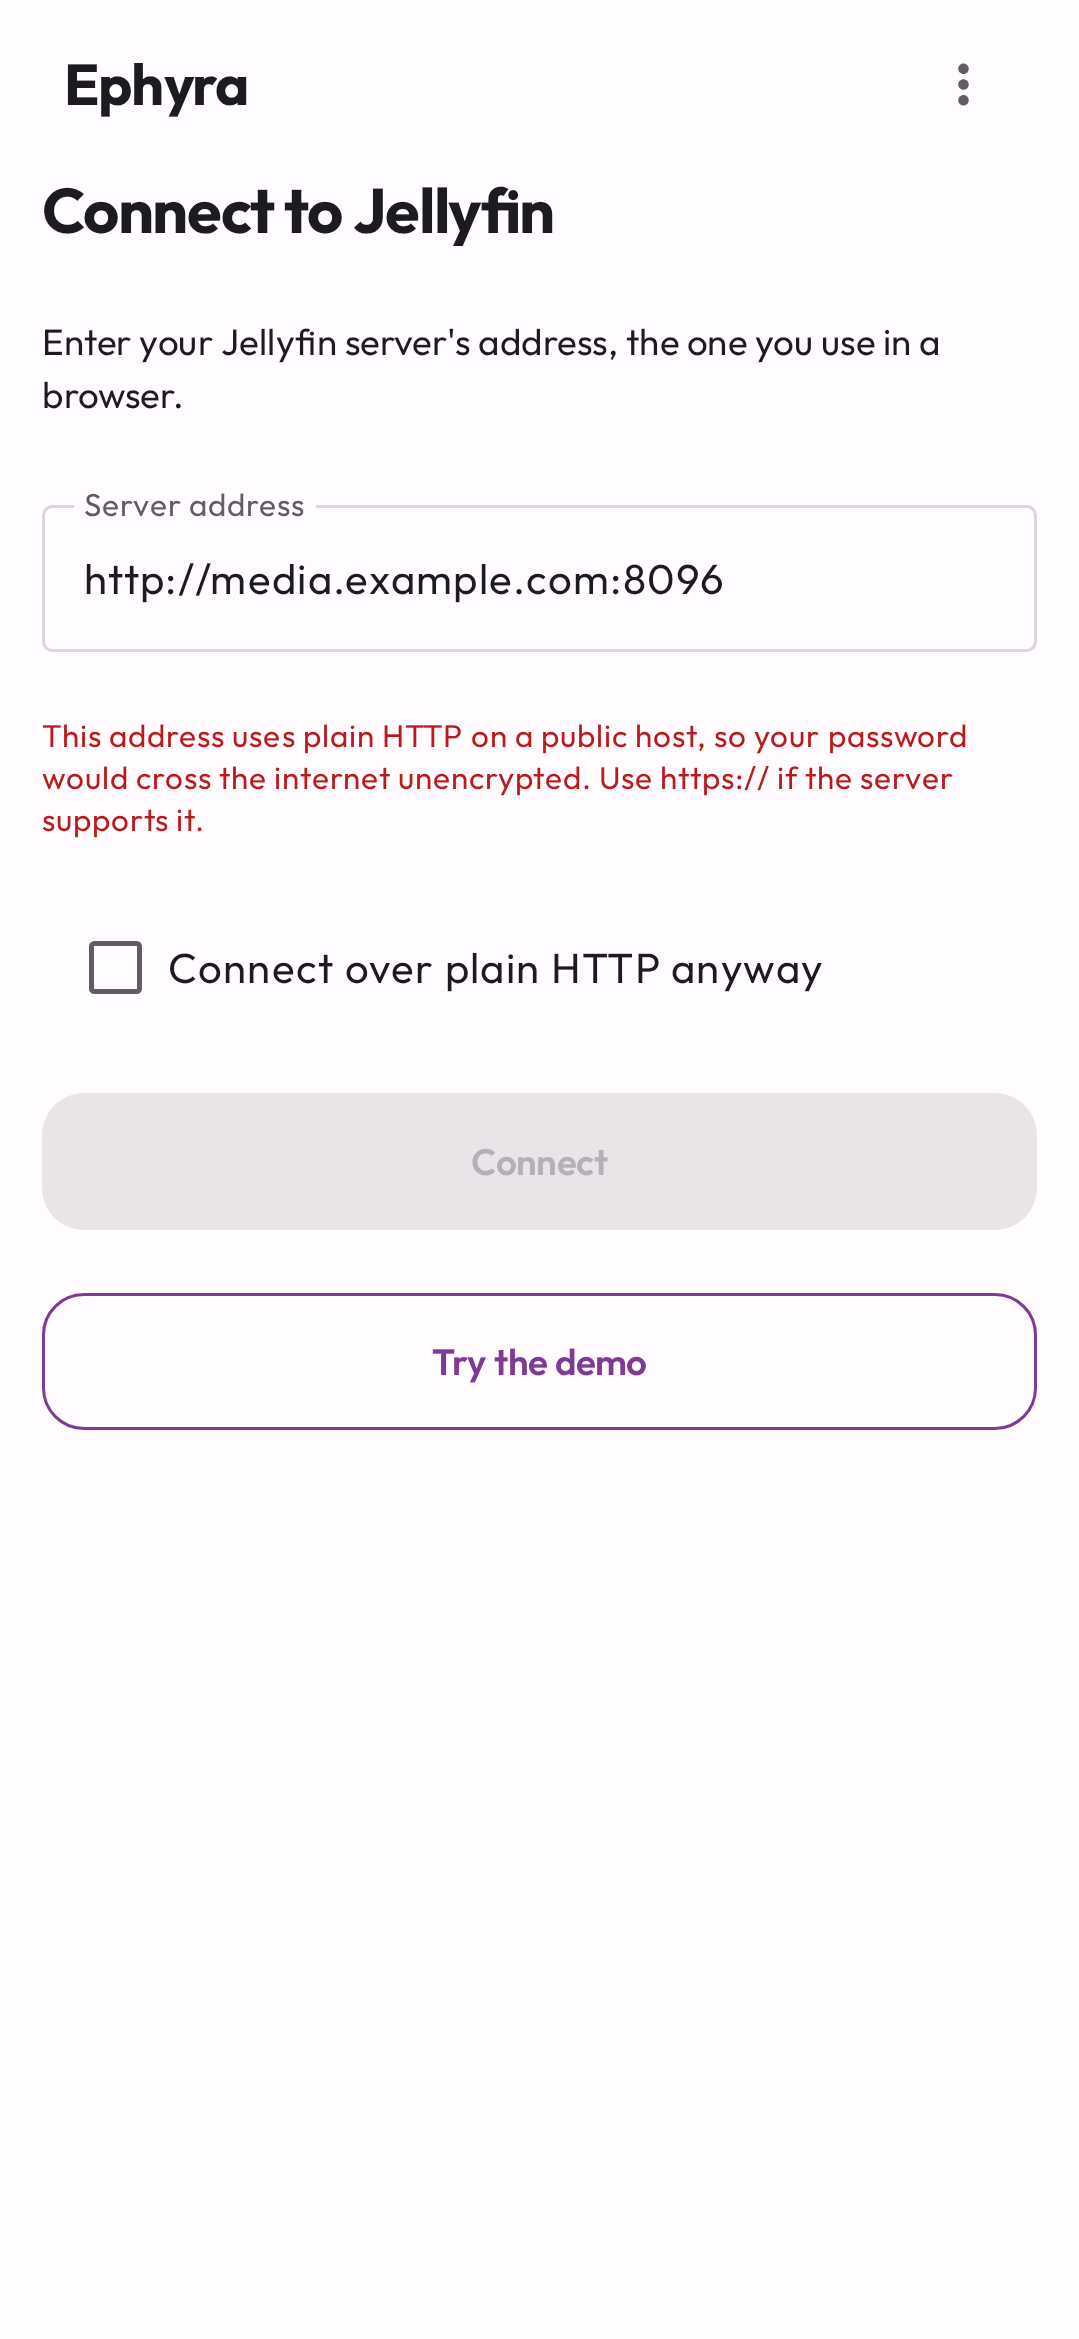 Ephyra
Connect to Jellyfin
Enter your Jellyfin server's address, the one you use in a
browser.
Server address
http://media.example.com:8096
This address uses plain HTTP on a public host, so your password
would cross the internet unencrypted. Use https:// if the server
supports it.
Connect over plain HTTP anyway
Connect
Try the demo